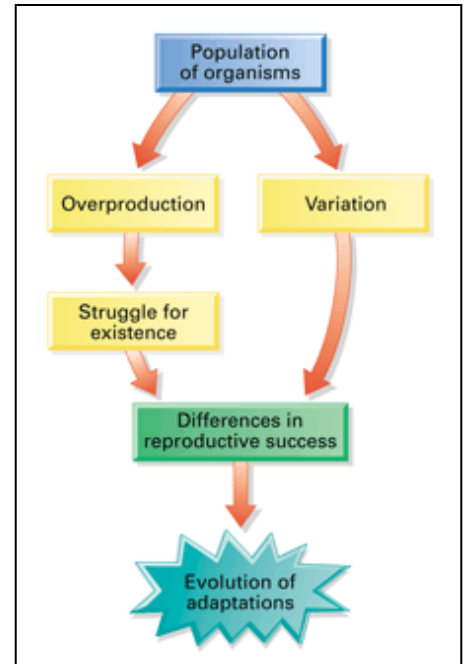 Population
of organisms
Overproduction
Variation
Struggle for
existence
Differences in
reproductive success
Evolution of
adaptations